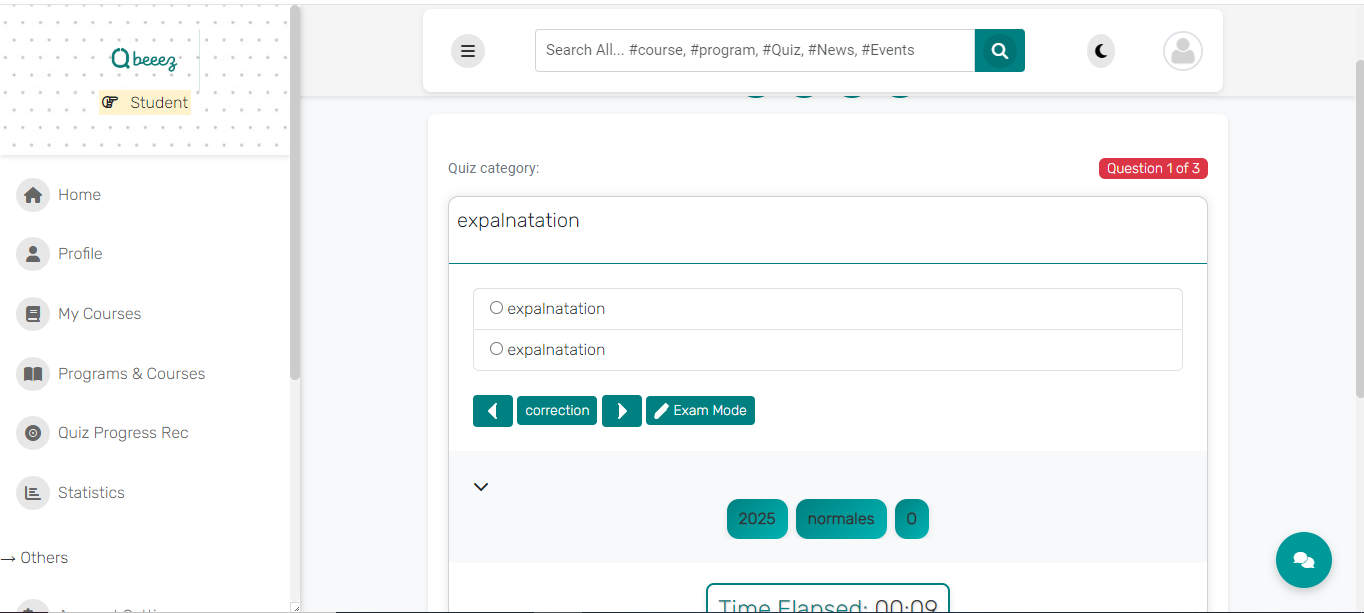 Qbeeez
Student
Search All... #course, #program, #Quiz, #News, #Events
Home
Profile
My Courses
Programs & Courses
Quiz Progress Rec
Statistics
→ Others
Quiz category:
Question 1 of 3
expalnatation
expalnatation
expalnatation
correction
Exam Mode
2025 normales 0
Time Elapsed: 00:09